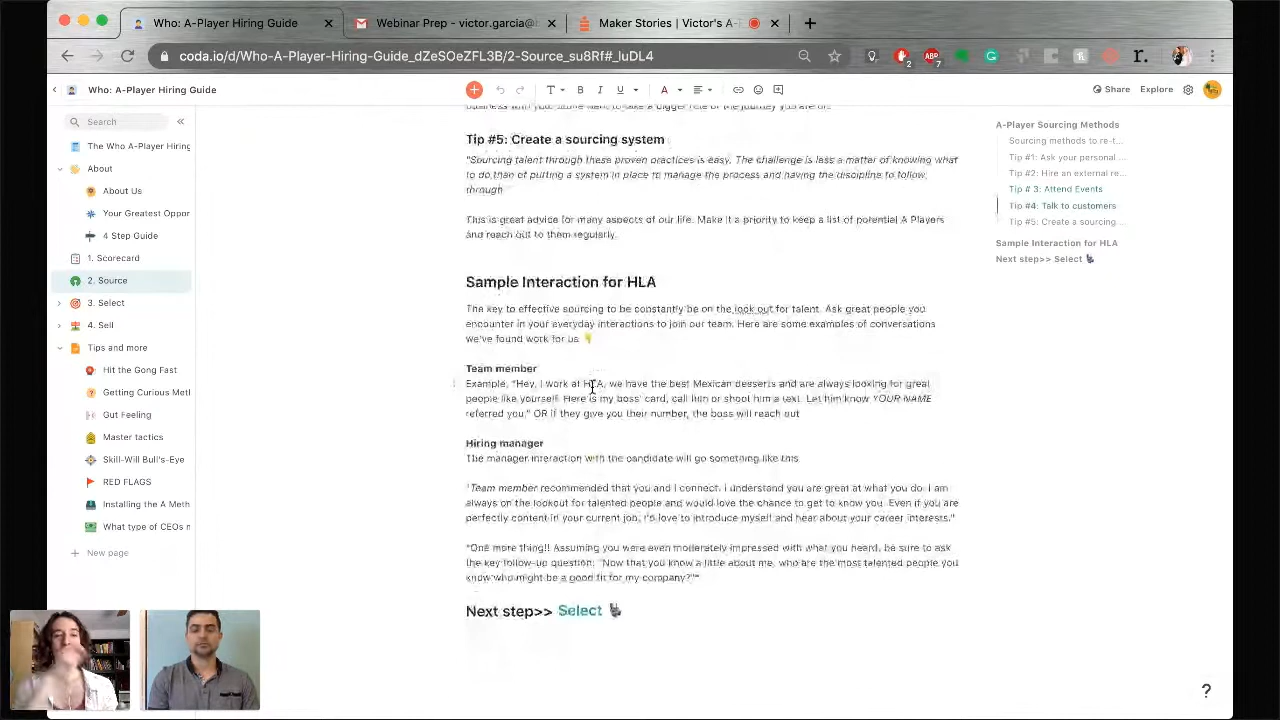 Who: A-Player Hiring Guide
Webinar Prep - victor.garcia@
Maker Stories | Victor's A-
coda.io/d/Who-A-Player-Hiring-Guide_dZeSOeZFL3B/2-Source_su8Rf#_luDL4
2
7
r.
Who: A-Player Hiring Guide
T
B
I
U
A
Share
Explore
Search
The Who A-Player Hiring
About
About Us
Your Greatest Oppor
4 Step Guide
1. Scorecard
2. Source
3. Select
4. Sell
Tips and more
Hit the Gong Fast
Getting Curious Metl
Gut Feeling
Master tactics
Skill-Will Bull's-Eye
RED FLAGS
Installing the A Meth
What type of CEOs n
New page
Tip #5: Create a sourcing system
"Sourcing talent through these proven practices is easy. The challenge is less a matter of knowing what
to do than of putting a system in place to manage the process and having the discipline to follow
through
This is great advice for many aspects of our life. Make it a priority to keep a list of potential A Players
and reach out to them regularly.
Sample Interaction for HLA
The key to effective sourcing to be constantly be on the look out for talent. Ask great people you
encounter in your everyday interactions to join our team. Here are some examples of conversations
we've found work for us
Team member
Example, "Hey, I work at HLA, we have the best Mexican desserts and are always looking for great
people like yourself. Here is my boss' card, call him or shoot him a text. Let him know YOUR NAME
referred you." OR if they give you their number, the boss will reach out
Hiring manager
The manager interaction with the candidate will go something like this
"Team member recommended that you and I connect. I understand you are great at what you do. I am
always on the lookout for talented people and would love the chance to get to know you. Even if you are
perfectly content in your current job, I'd love to introduce myself and hear about your career interests."
"One more thing!! Assuming you were even moderately impressed with what you heard, be sure to ask
the key follow-up question: "Now that you know a little about me, who are the most talented people you
know who might be a good fit for my company?""
Next step>> Select
A-Player Sourcing Methods
Sourcing methods to re-t...
Tip #1: Ask your personal ...
Tip #2: Hire an external re...
Tip # 3: Attend Events
Tip #4: Talk to customers
Tip #5: Create a sourcing ...
Sample Interaction for HLA
Next step>> Select
?